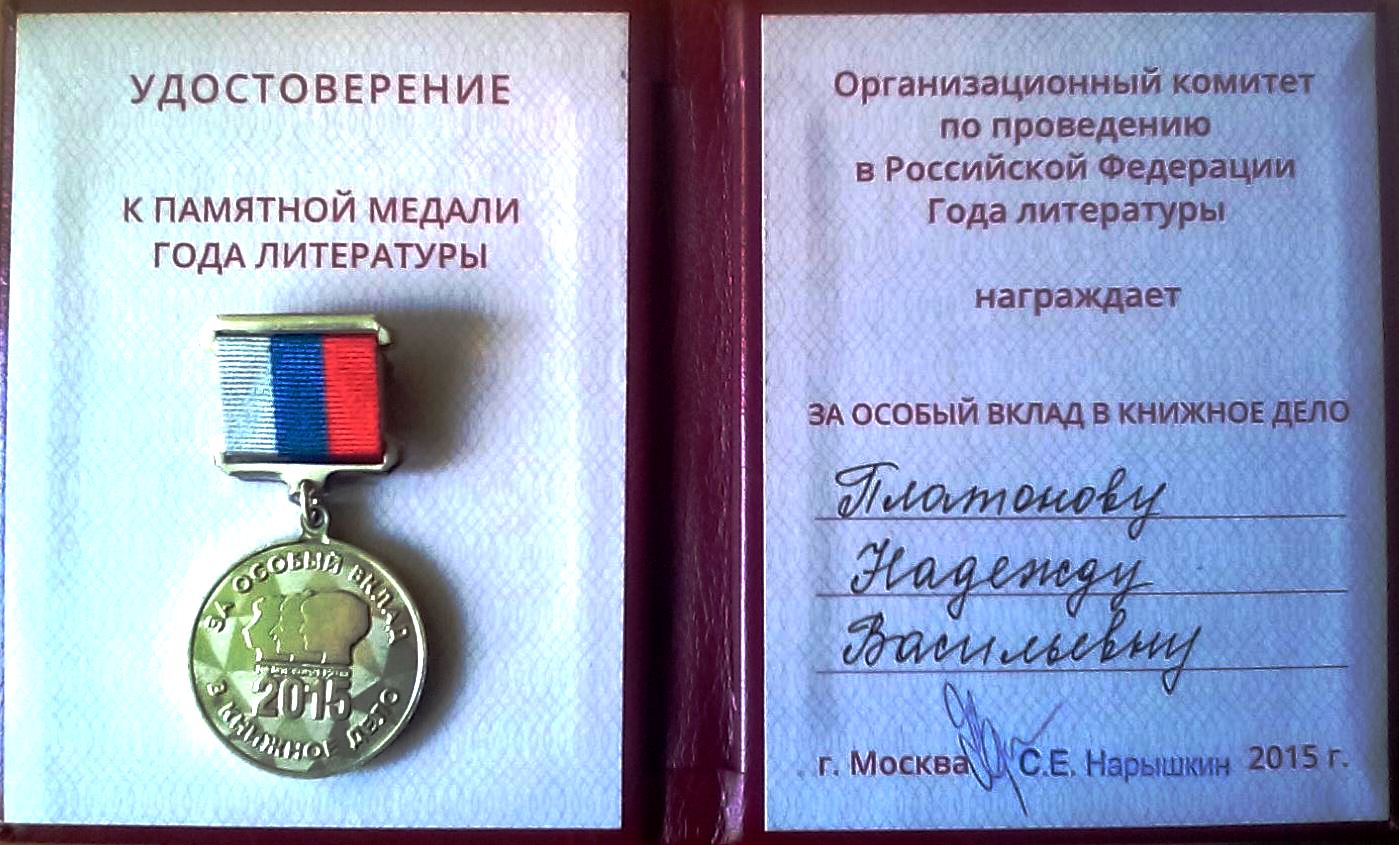 УДОСТОВЕРЕНИЕ
К ПАМЯТНОЙ МЕДАЛИ
ГОДА ЛИТЕРАТУРЫ
ЗА ОСОБЫЙ ВКЛАД
2015
В КНИЖНОЕ ДЕЛО
Организационный комитет
по проведению
в Российской Федерации
Года литературы
награждает
ЗА ОСОБЫЙ ВКЛАД В КНИЖНОЕ ДЕЛО
Платонову
Надежду
Васильевну
г. Москва С.Е. Нарышкин 2015 г.